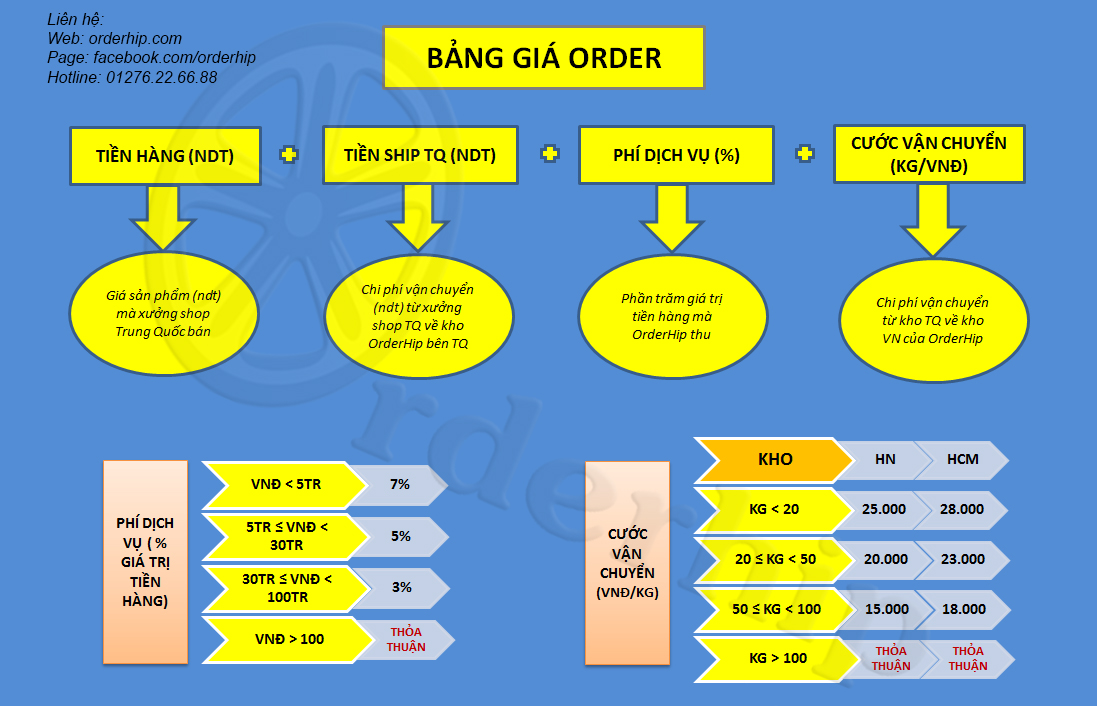 Liên hệ:
Web: orderhip.com
Page: facebook.com/orderhip
Hotline: 01276.22.66.88
BẢNG GIÁ ORDER
TIỀN HÀNG (NDT)
TIỀN SHIP TQ (NDT)
PHÍ DỊCH VỤ (%)
CƯỚC VẬN CHUYỂN
(KG/VNĐ)
Giá sản phẩm (ndt)
mà xưởng shop
Trung Quốc bán
Chi phí vận chuyển
(ndt) từ xưởng
shop TQ về kho
OrderHip bên TQ
Phần trăm giá trị
tiền hàng mà
OrderHip thu
Chi phí vận chuyển
từ kho TQ về kho
VN của OrderHip
PHÍ DỊCH
VỤ ( %
GIÁ TRỊ
TIỀN
HÀNG)
VNĐ < 5TR
7%
5TR ≤ VNĐ <
30TR
5%
30TR ≤ VNĐ <
100TR
3%
VNĐ > 100
THỎA
THUẬN
CƯỚC
VẬN
CHUYỂN
(VNĐ/KG)
KHO
HN
HCM
KG < 20
25.000
28.000
20 ≤ KG < 50
20.000
23.000
50 ≤ KG < 100
15.000
18.000
KG > 100
THỎA
THUẬN
THỎA
THUẬN
orderhip